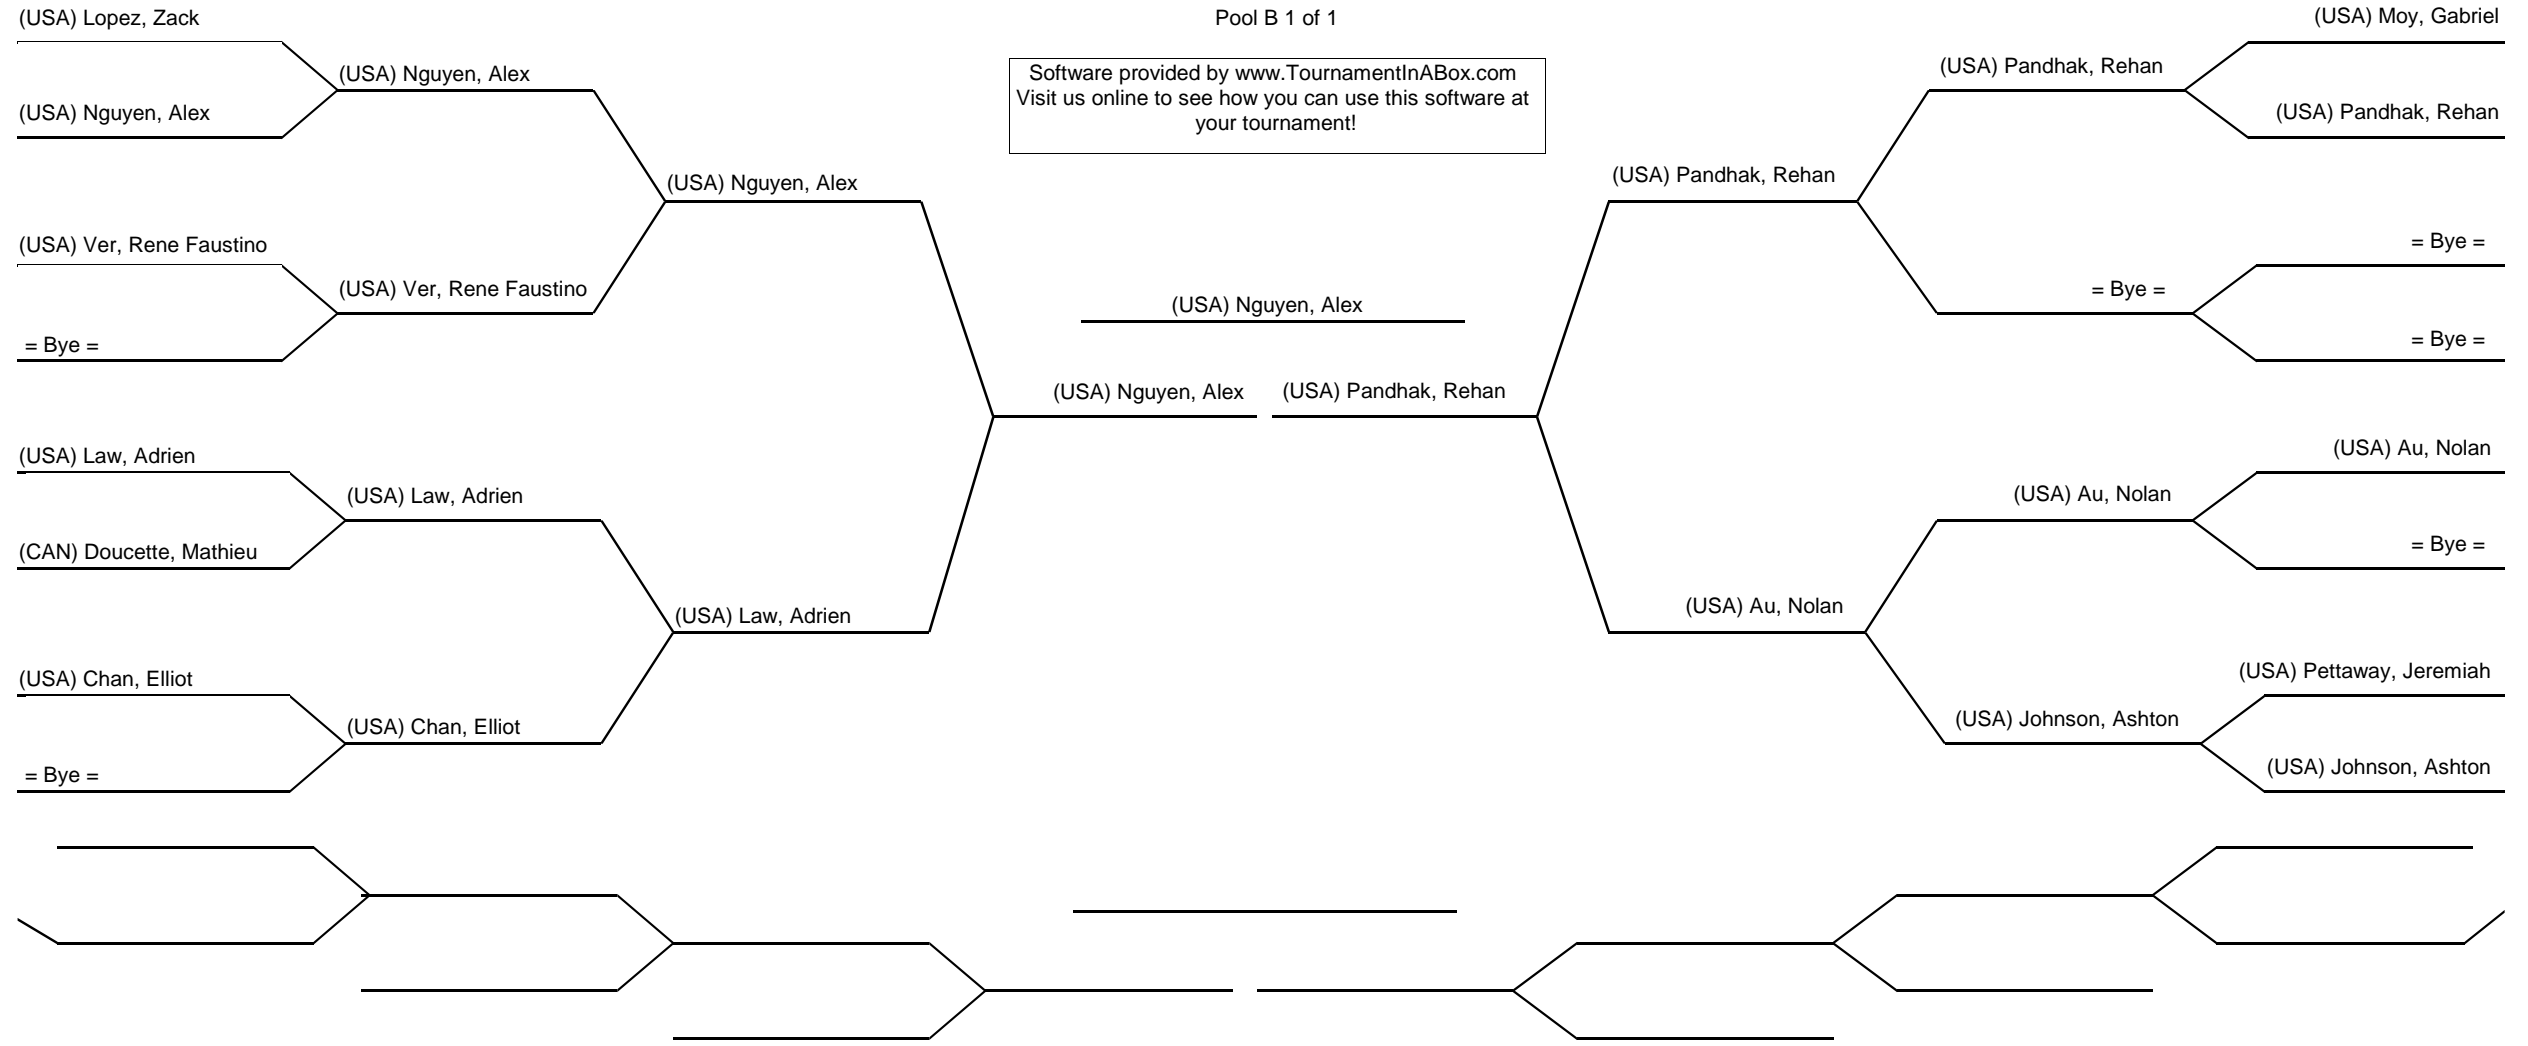 Pool B 1 of 1
Software provided by www.TournamentInABox.com
Visit us online to see how you can use this software at
your tournament!
(USA) Lopez, Zack
(USA) Nguyen, Alex
(USA) Ver, Rene Faustino
= Bye =
(USA) Law, Adrien
(CAN) Doucette, Mathieu
(USA) Chan, Elliot
= Bye =
(USA) Nguyen, Alex
(USA) Ver, Rene Faustino
(USA) Law, Adrien
(USA) Chan, Elliot
(USA) Nguyen, Alex
(USA) Law, Adrien
(USA) Nguyen, Alex
(USA) Nguyen, Alex
(USA) Pandhak, Rehan
(USA) Pandhak, Rehan
(USA) Au, Nolan
(USA) Pandhak, Rehan
= Bye =
(USA) Au, Nolan
(USA) Johnson, Ashton
(USA) Moy, Gabriel
(USA) Pandhak, Rehan
= Bye =
= Bye =
(USA) Au, Nolan
= Bye =
(USA) Pettaway, Jeremiah
(USA) Johnson, Ashton